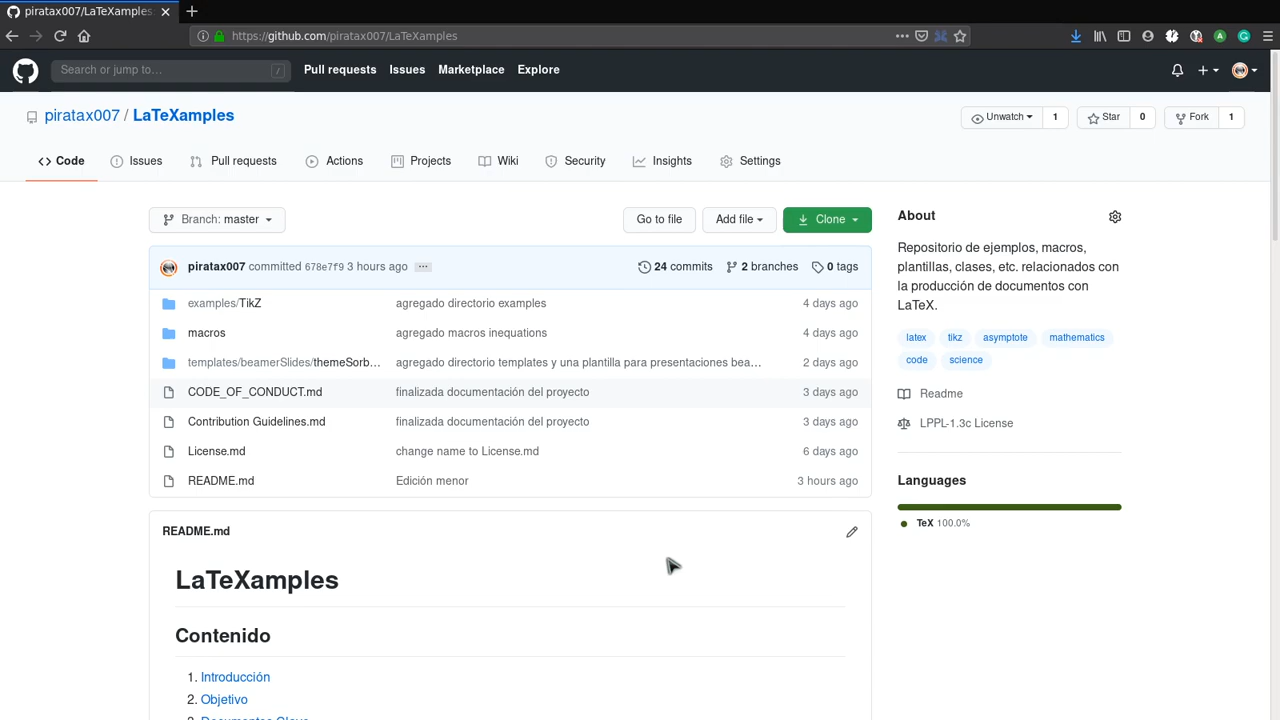 piratax007/LaTeXamples
https://github.com/piratax007/LaTeXamples
Search or jump to… / Pull requests Issues Marketplace Explore
piratax007 / LaTeXamples
Unwatch 1 Star 0 Fork 1
Code Issues Pull requests Actions Projects Wiki Security Insights Settings
Branch: master Go to file Add file Clone
piratax007 committed 678e7f9 3 hours ago 24 commits 2 branches 0 tags
examples/TikZ agregado directorio examples 4 days ago
macros agregado macros inequations 4 days ago
templates/beamerSlides/themeSorb… agregado directorio templates y una plantilla para presentaciones bea… 2 days ago
CODE_OF_CONDUCT.md finalizada documentación del proyecto 3 days ago
Contribution Guidelines.md finalizada documentación del proyecto 3 days ago
License.md change name to License.md 6 days ago
README.md Edición menor 3 hours ago
README.md
LaTeXamples
Contenido
1. Introducción
2. Objetivo
3. Documentos Clave
About
Repositorio de ejemplos, macros,
plantillas, clases, etc. relacionados con
la producción de documentos con
LaTeX.
latex tikz asymptote mathematics
code science
Readme
LPPL-1.3c License
Languages
TeX 100.0%